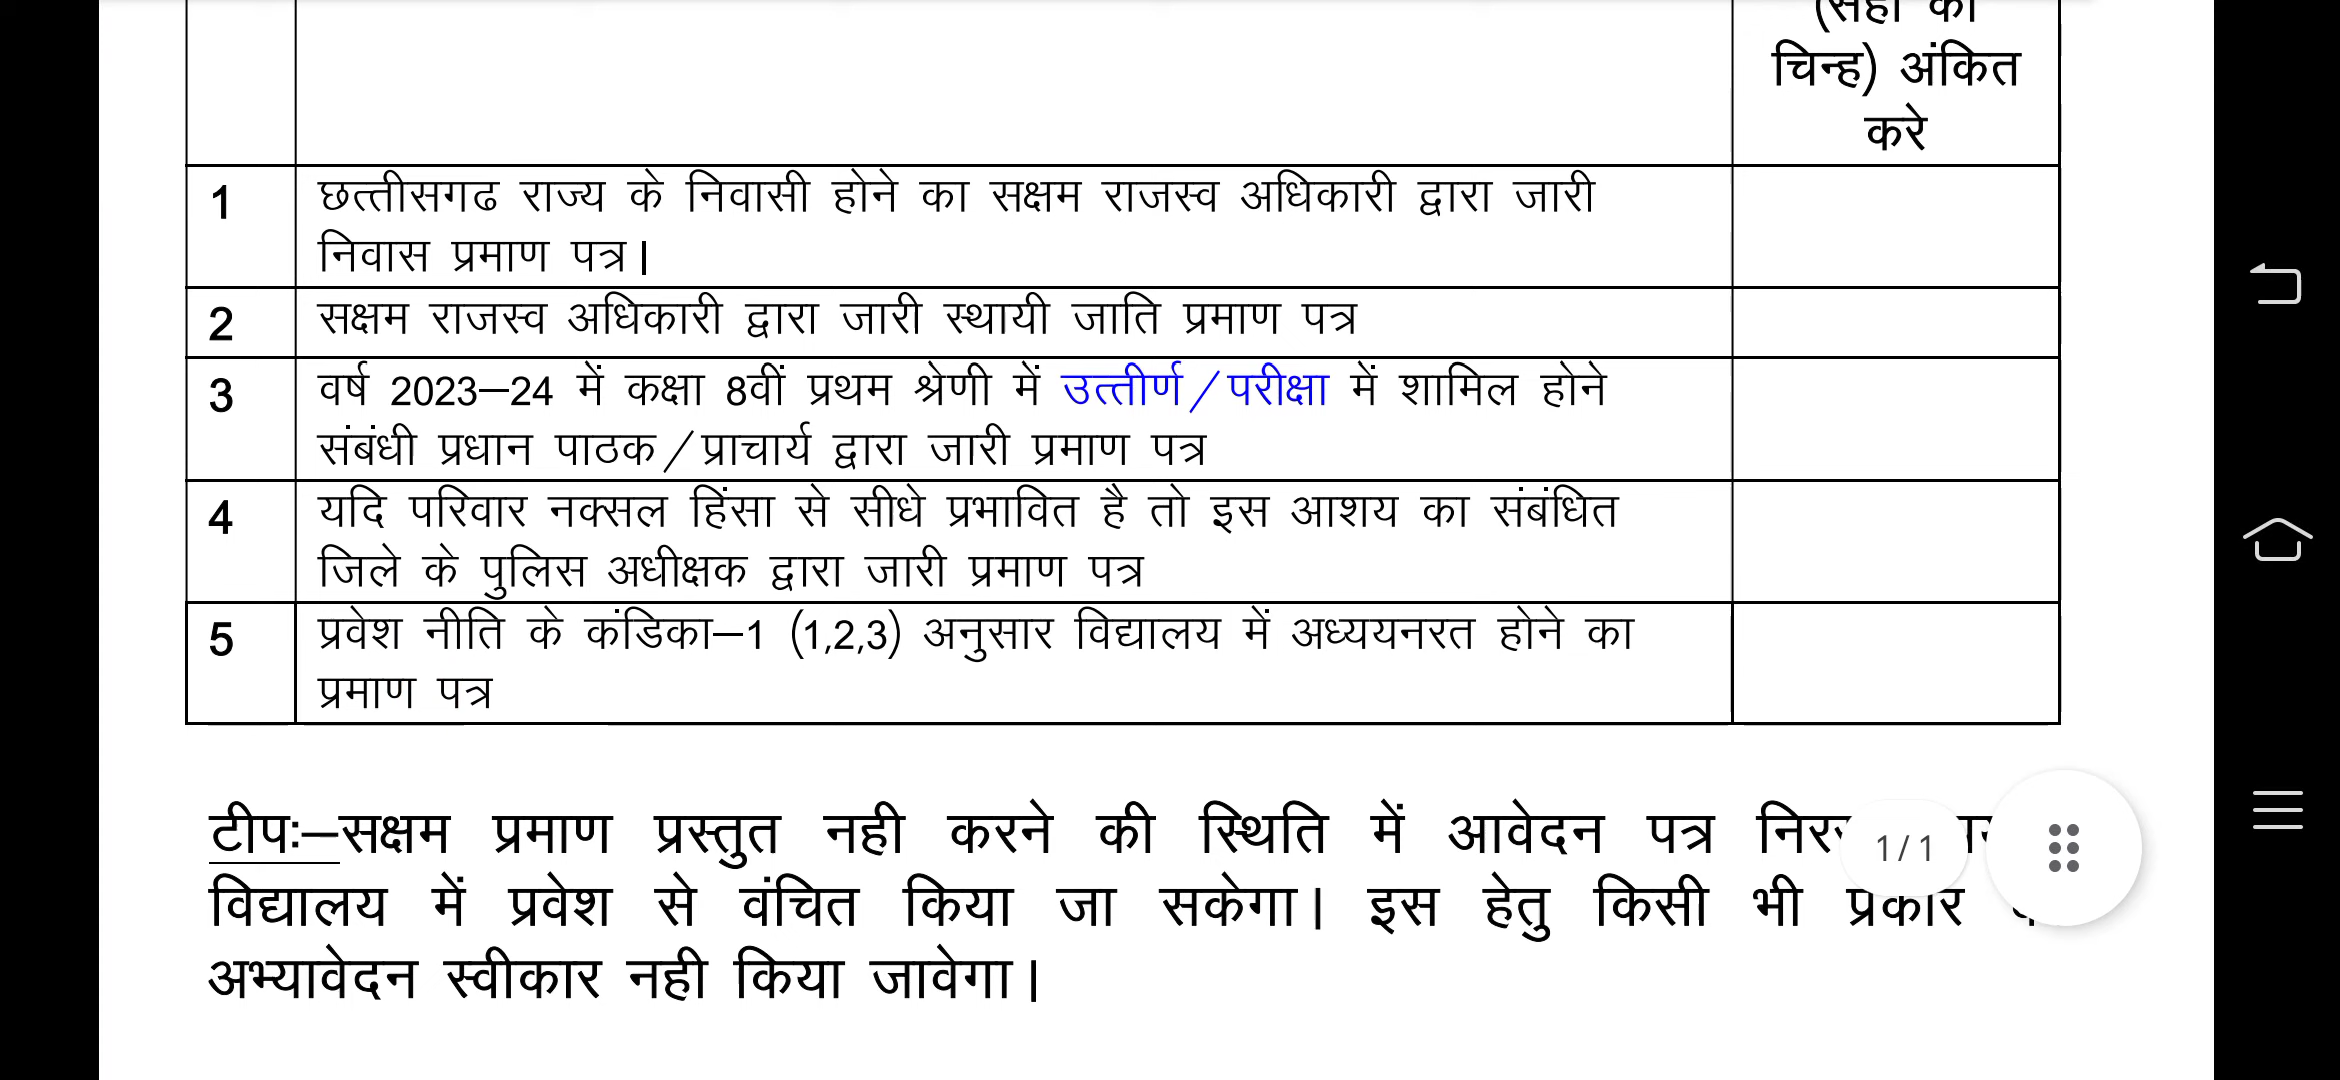 (सही का
चिन्ह) अंकित
करे
1 छत्तीसगढ राज्य के निवासी होने का सक्षम राजस्व अधिकारी द्वारा जारी
निवास प्रमाण पत्र।
2 सक्षम राजस्व अधिकारी द्वारा जारी स्थायी जाति प्रमाण पत्र
3 वर्ष 2023–24 में कक्षा 8वीं प्रथम श्रेणी में उत्तीर्ण/परीक्षा में शामिल होने
संबंधी प्रधान पाठक/प्राचार्य द्वारा जारी प्रमाण पत्र
4 यदि परिवार नक्सल हिंसा से सीधे प्रभावित है तो इस आशय का संबंधित
जिले के पुलिस अधीक्षक द्वारा जारी प्रमाण पत्र
5 प्रवेश नीति के कंडिका–1 (1,2,3) अनुसार विद्यालय में अध्ययनरत होने का
प्रमाण पत्र
टीपः–सक्षम प्रमाण प्रस्तुत नही करने की स्थिति में आवेदन पत्र
1/1
विद्यालय में प्रवेश से वंचित किया जा सकेगा। इस हेतु किसी भी प्रकार
अभ्यावेदन स्वीकार नही किया जावेगा।